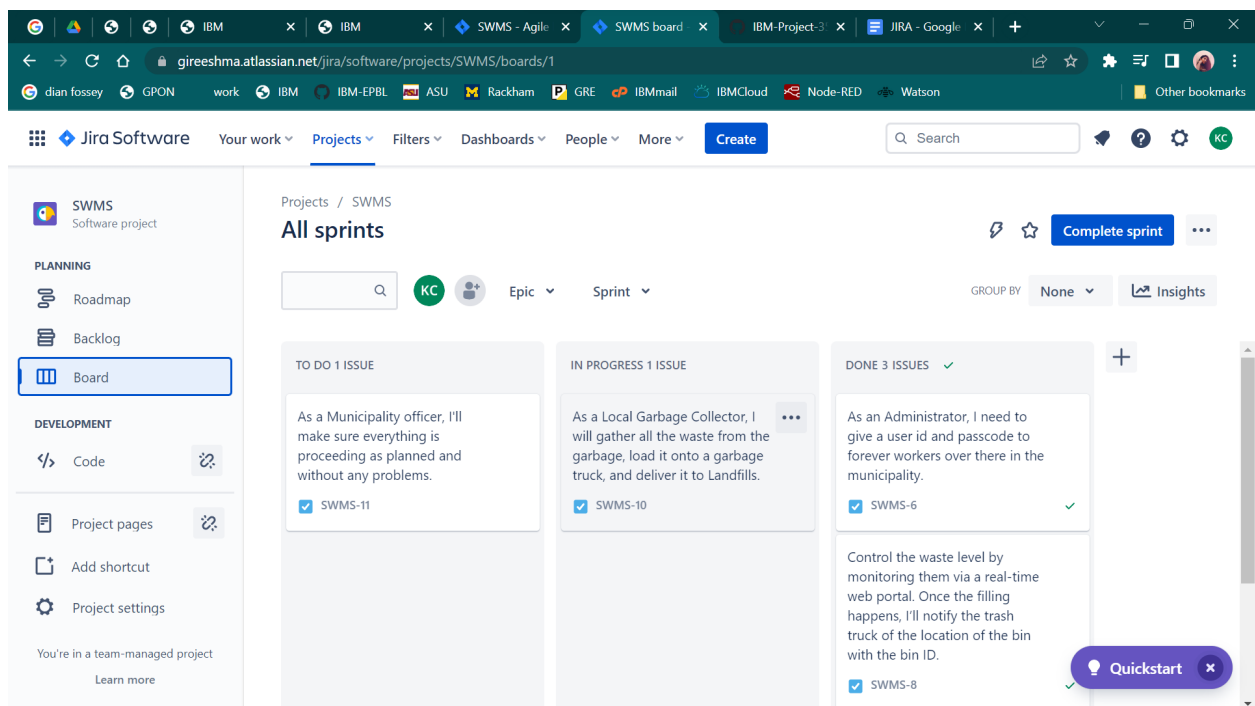 IBM
IBM
SWMS - Agile
SWMS board -
IBM-Project-3
JIRA - Google
gireeshma.atlassian.net/jira/software/projects/SWMS/boards/1
dian fossey
GPON
work
IBM
IBM-EPBL
ASU
ASU
Rackham
GRE
cP
IBMmail
IBMCloud
Node-RED
Watson
Other bookmarks
Jira Software
Your work
Projects
Filters
Dashboards
People
More
Create
Search
KC
SWMS
Software project
PLANNING
Roadmap
Backlog
Board
DEVELOPMENT
Code
Project pages
Add shortcut
Project settings
You're in a team-managed project
Learn more
Projects / SWMS
All sprints
Complete sprint
KC
Epic
Sprint
GROUP BY
None
Insights
TO DO 1 ISSUE
As a Municipality officer, I'll
make sure everything is
proceeding as planned and
without any problems.
SWMS-11
IN PROGRESS 1 ISSUE
As a Local Garbage Collector, I
will gather all the waste from the
garbage, load it onto a garbage
truck, and deliver it to Landfills.
SWMS-10
DONE 3 ISSUES
As an Administrator, I need to
give a user id and passcode to
forever workers over there in the
municipality.
SWMS-6
Control the waste level by
monitoring them via a real-time
web portal. Once the filling
happens, I'll notify the trash
truck of the location of the bin
with the bin ID.
SWMS-8
Quickstart